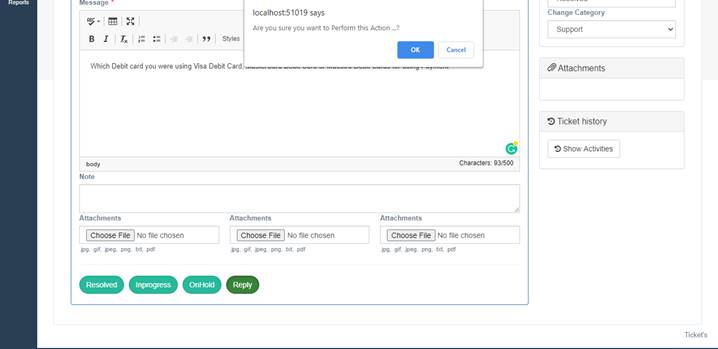 Reports
Message *
localhost:51019 says
Are you sure you want to Perform this Action ...?
OK
Cancel
Styles
Which Debit card you were using Visa Debit Card,
body
Characters: 93/500
Note
Attachments
Attachments
Attachments
Choose File No file chosen
Choose File No file chosen
Choose File No file chosen
.jpg, .gif, .jpeg, .png, .txt, .pdf
.jpg, .gif, .jpeg, .png, .txt, .pdf
.jpg, .gif, .jpeg, .png, .txt, .pdf
Resolved
Inprogress
OnHold
Reply
Change Category
Support
Attachments
Ticket history
Show Activities
Ticket's